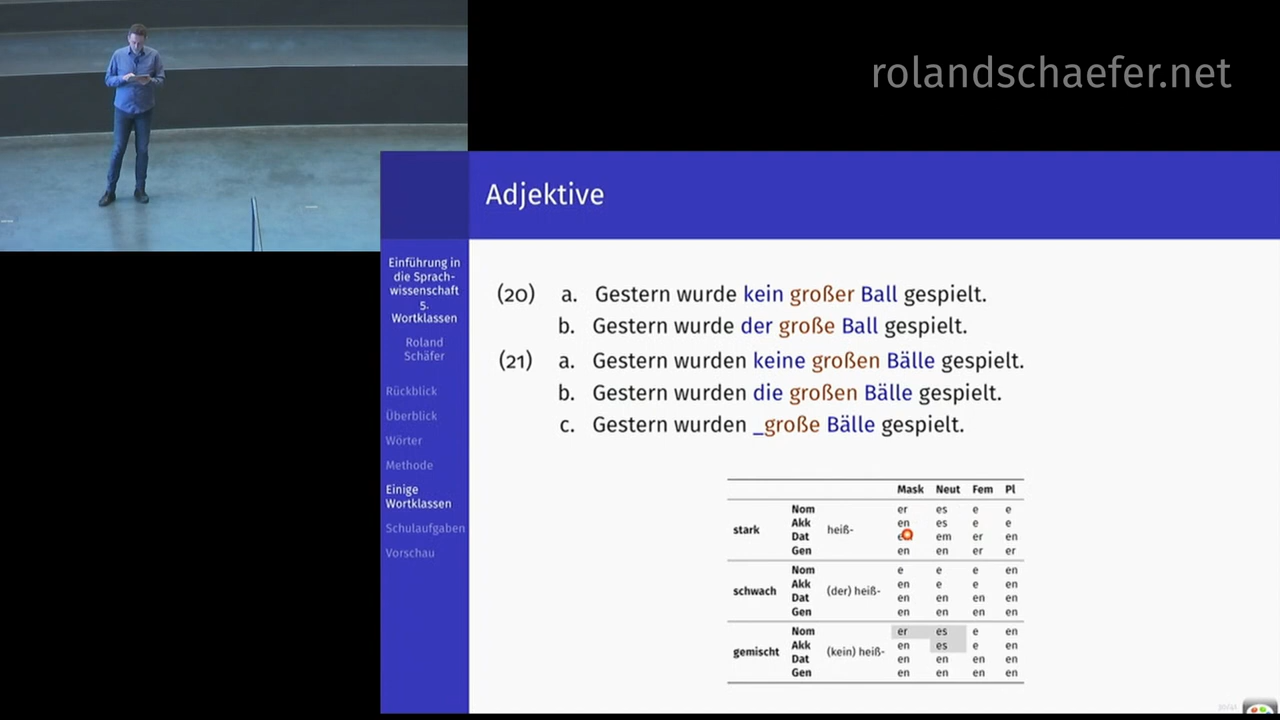 rolandschaefer.net
Adjektive
Einführung in
die Sprach-
wissenschaft
5.
Wortklassen
Roland
Schäfer
Rückblick
Überblick
Wörter
Methode
Einige
Wortklassen
Schulaufgaben
Vorschau
(20) a. Gestern wurde kein großer Ball gespielt.
b. Gestern wurde der große Ball gespielt.
(21) a. Gestern wurden keine großen Bälle gespielt.
b. Gestern wurden die großen Bälle gespielt.
c. Gestern wurden _große Bälle gespielt.
Mask Neut Fem Pl
Nom er es e e
Akk en es e e
stark heiß-
Dat em er en
Gen en en er er
Nom e e e en
Akk en e e en
schwach (der) heiß-
Dat en en en en
Gen en en en en
Nom er es e en
Akk en es e en
gemischt (kein) heiß-
Dat en en en en
Gen en en en en